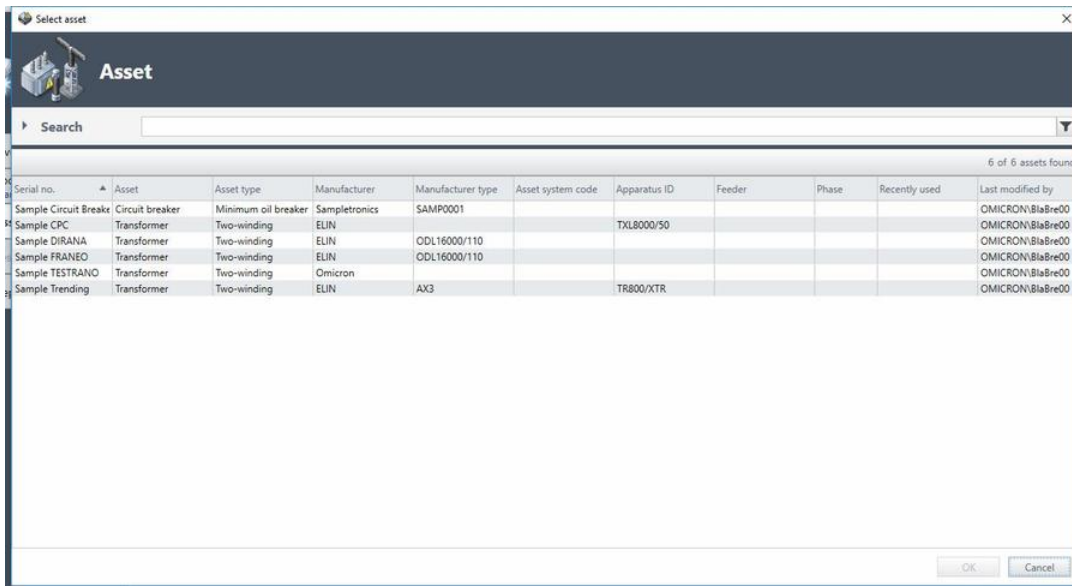 Select asset
Asset
Search
6 of 6 assets found
Serial no. Asset Asset type Manufacturer Manufacturer type Asset system code Apparatus ID Feeder Phase Recently used Last modified by
Sample Circuit Breake Circuit breaker Minimum oil breaker Sampletronics SAMP0001 OMICRON\BlaBre00
Sample CPC Transformer Two-winding ELIN TXL8000/50 OMICRON\BlaBre00
Sample DIRANA Transformer Two-winding ELIN ODL16000/110 OMICRON\BlaBre00
Sample FRANEO Transformer Two-winding ELIN ODL16000/110 OMICRON\BlaBre00
Sample TESTRANO Transformer Two-winding Omicron OMICRON\BlaBre00
Sample Trending Transformer Two-winding ELIN AX3 TR800/XTR OMICRON\BlaBre00
OK Cancel